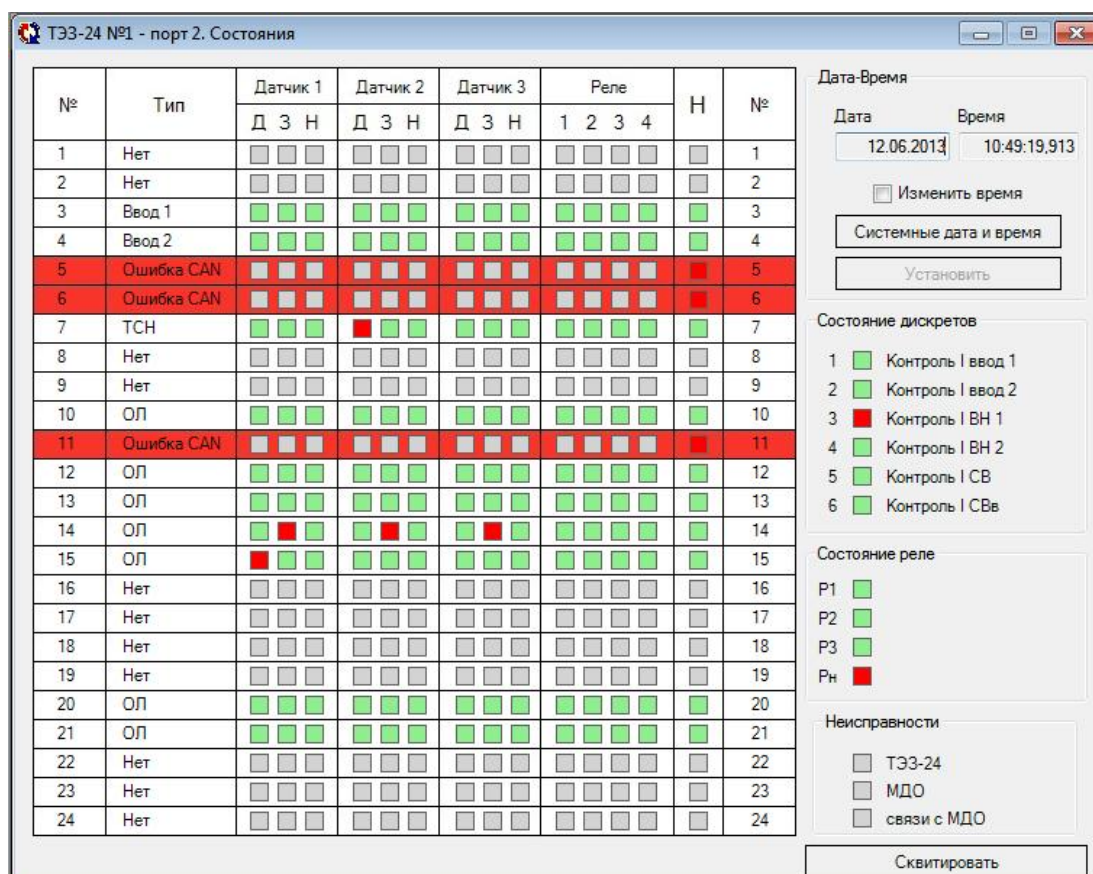 ТЭЗ-24 №1 - порт 2. Состояния
№ Тип Датчик 1 Датчик 2 Датчик 3 Реле Н №
Д З Н Д З Н Д З Н 1 2 3 4
1 Нет 1
2 Нет 2
3 Ввод 1 3
4 Ввод 2 4
5 Ошибка CAN 5
6 Ошибка CAN 6
7 ТСН 7
8 Нет 8
9 Нет 9
10 ОЛ 10
11 Ошибка CAN 11
12 ОЛ 12
13 ОЛ 13
14 ОЛ 14
15 ОЛ 15
16 Нет 16
17 Нет 17
18 Нет 18
19 Нет 19
20 ОЛ 20
21 ОЛ 21
22 Нет 22
23 Нет 23
24 Нет 24
Дата-Время
Дата Время
12.06.2013 10:49:19,913
Изменить время
Системные дата и время
Установить
Состояние дискретов
1 Контроль I ввод 1
2 Контроль I ввод 2
3 Контроль I ВН 1
4 Контроль I ВН 2
5 Контроль I СВ
6 Контроль I СВв
Состояние реле
Р1
Р2
Р3
Рн
Неисправности
ТЭЗ-24
МДО
связи с МДО
Сквитировать